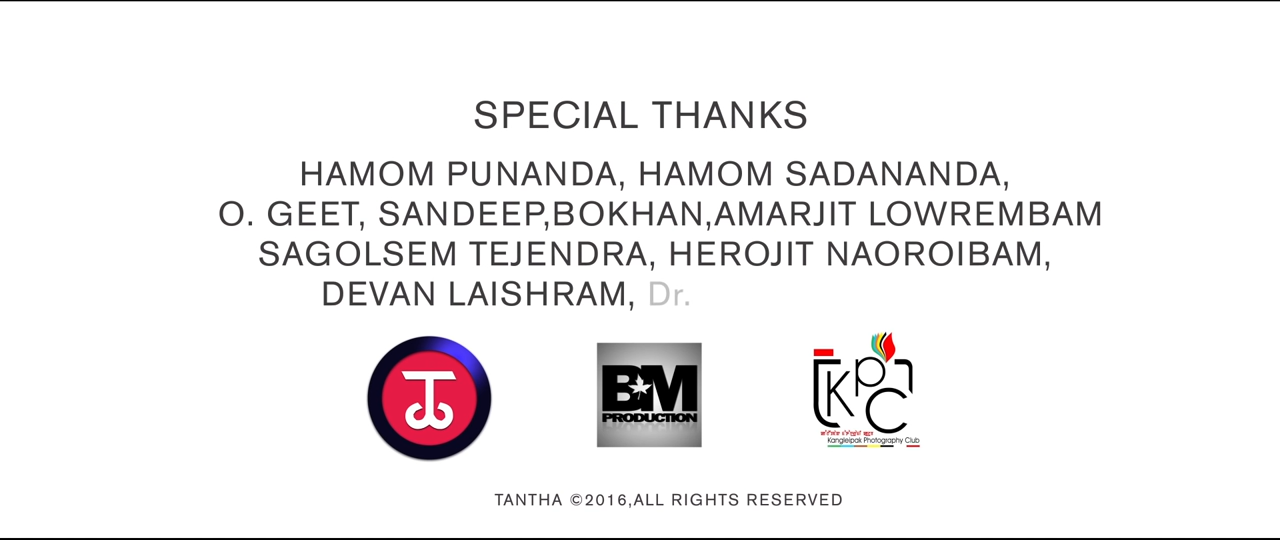 SPECIAL THANKS
HAMOM PUNANDA, HAMOM SADANANDA,
O. GEET, SANDEEP,BOKHAN,AMARJIT LOWREMBAM
SAGOLSEM TEJENDRA, HEROJIT NAOROIBAM,
DEVAN LAISHRAM, Dr.
BM
PRODUCTION
KPC
Kangleipak Photography Club
TANTHA ©2016,ALL RIGHTS RESERVED